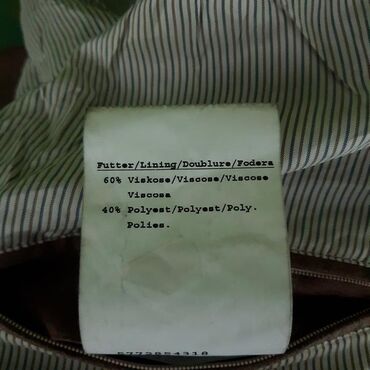 Futter/Lining/Doublure/Fodera
60% Viskose/Viscose/Viscose
Viscosa
40% Polyest/Polyest/Poly.
Polies.